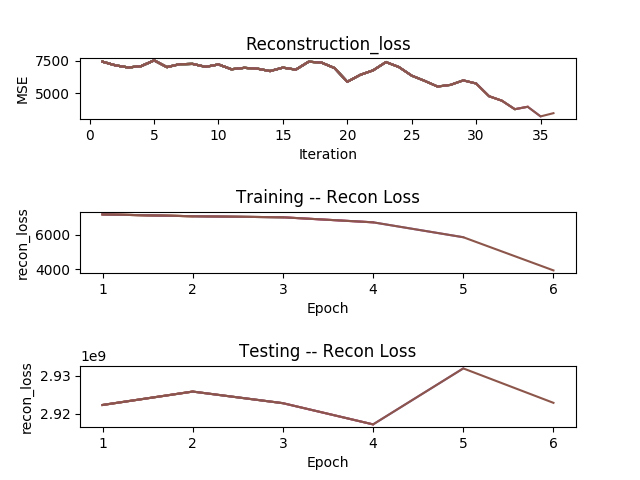 Reconstruction_loss
7500
5000
MSE
0 5 10 15 20 25 30 35
Iteration
Training -- Recon Loss
6000
4000
recon_loss
1 2 3 4 5 6
Epoch
Testing -- Recon Loss
1e9
2.93
2.92
recon_loss
1 2 3 4 5 6
Epoch